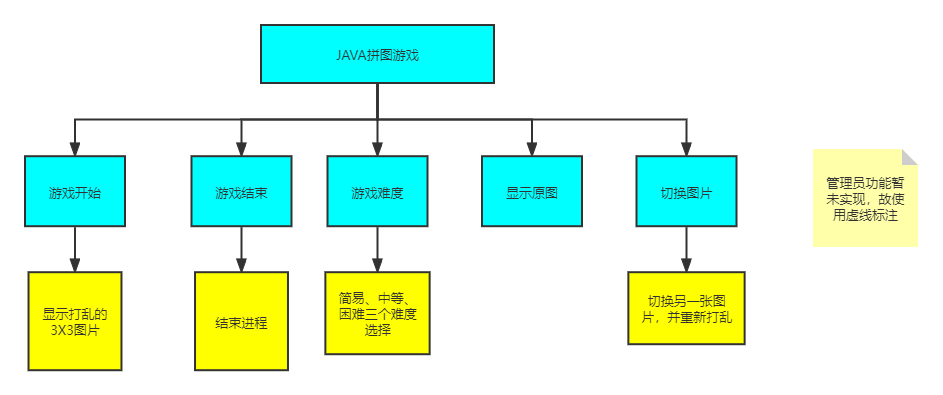 JAVA拼图游戏
游戏开始
游戏结束
游戏难度
显示原图
切换图片
管理员功能暂
未实现，故使
用虚线标注
显示打乱的
3X3图片
结束进程
简易、中等、
困难三个难度
选择
切换另一张图
片，并重新打乱